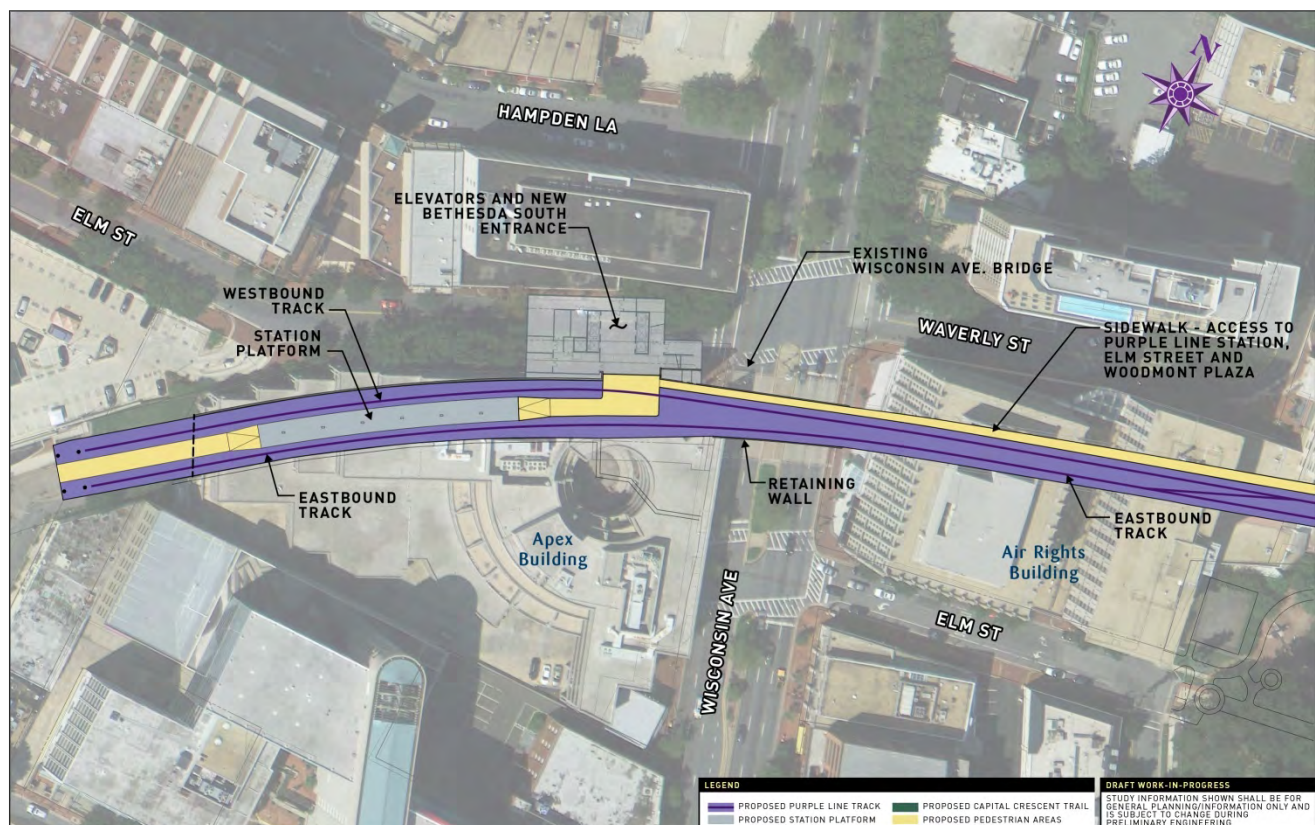 N
HAMPDEN LA
ELM ST
ELEVATORS AND NEW
BETHESDA SOUTH
ENTRANCE
EXISTING
WISCONSIN AVE. BRIDGE
WESTBOUND
TRACK
STATION
PLATFORM
WAVERLY ST
SIDEWALK - ACCESS TO
PURPLE LINE STATION,
ELM STREET AND
WOODMONT PLAZA
EASTBOUND
TRACK
RETAINING
WALL
EASTBOUND
TRACK
Apex
Building
Air Rights
Building
WISCONSIN AVE
ELM ST
LEGEND
PROPOSED PURPLE LINE TRACK
PROPOSED STATION PLATFORM
PROPOSED CAPITAL CRESCENT TRAIL
PROPOSED PEDESTRIAN AREAS
DRAFT WORK-IN-PROGRESS
STUDY INFORMATION SHOWN SHALL BE FOR
GENERAL PLANNING/INFORMATION ONLY AND
IS SUBJECT TO CHANGE DURING
PRELIMINARY ENGINEERING